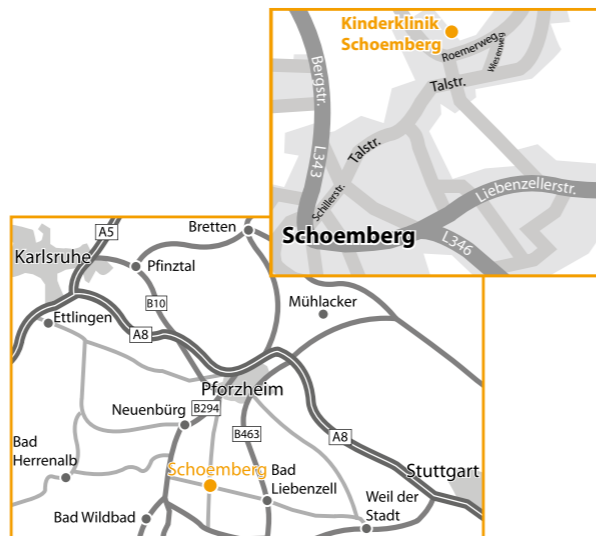 Kinderklinik
Schoemberg
Roemerweg
Wiesenweg
Bergstr.
Talstr.
Talstr.
L343
Schillerstr.
Liebenzellerstr.
Schoemberg
L346
A5
Bretten
Karlsruhe
Pfinztal
B10
Mühlacker
Ettlingen
A8
Pforzheim
Neuenbürg
B294
B463
A8
Bad
Herrenalb
Schoemberg
Bad
Liebenzell
Stuttgart
Weil der
Stadt
Bad Wildbad